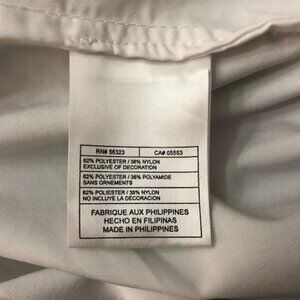 RN# 56323 CA# 05553
62% POLYESTER / 38% NYLON
EXCLUSIVE OF DECORATION
62% POLYESTER / 38% POLYAMIDE
SANS ORNEMENTS
62% POLIESTER / 38% NYLON
NO INCLUYE LA DECORACION
FABRIQUE AUX PHILIPPINES
HECHO EN FILIPINAS
MADE IN PHILIPPINES